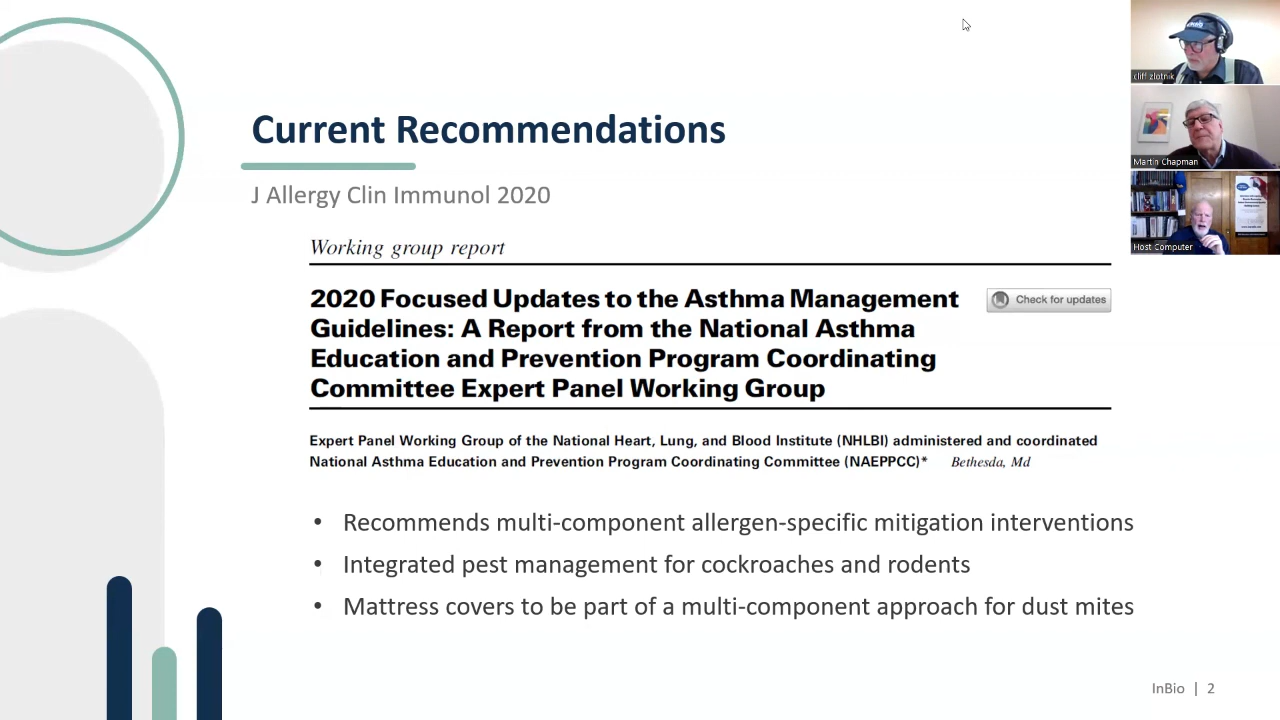 Current Recommendations
J Allergy Clin Immunol 2020
Working group report
2020 Focused Updates to the Asthma Management
Guidelines: A Report from the National Asthma
Education and Prevention Program Coordinating
Committee Expert Panel Working Group
Check for updates
Expert Panel Working Group of the National Heart, Lung, and Blood Institute (NHLBI) administered and coordinated
National Asthma Education and Prevention Program Coordinating Committee (NAEPPCC)* Bethesda, Md
• Recommends multi-component allergen-specific mitigation interventions
• Integrated pest management for cockroaches and rodents
• Mattress covers to be part of a multi-component approach for dust mites
InBio | 2
cliff zlotnik
Martin Chapman
Host Computer